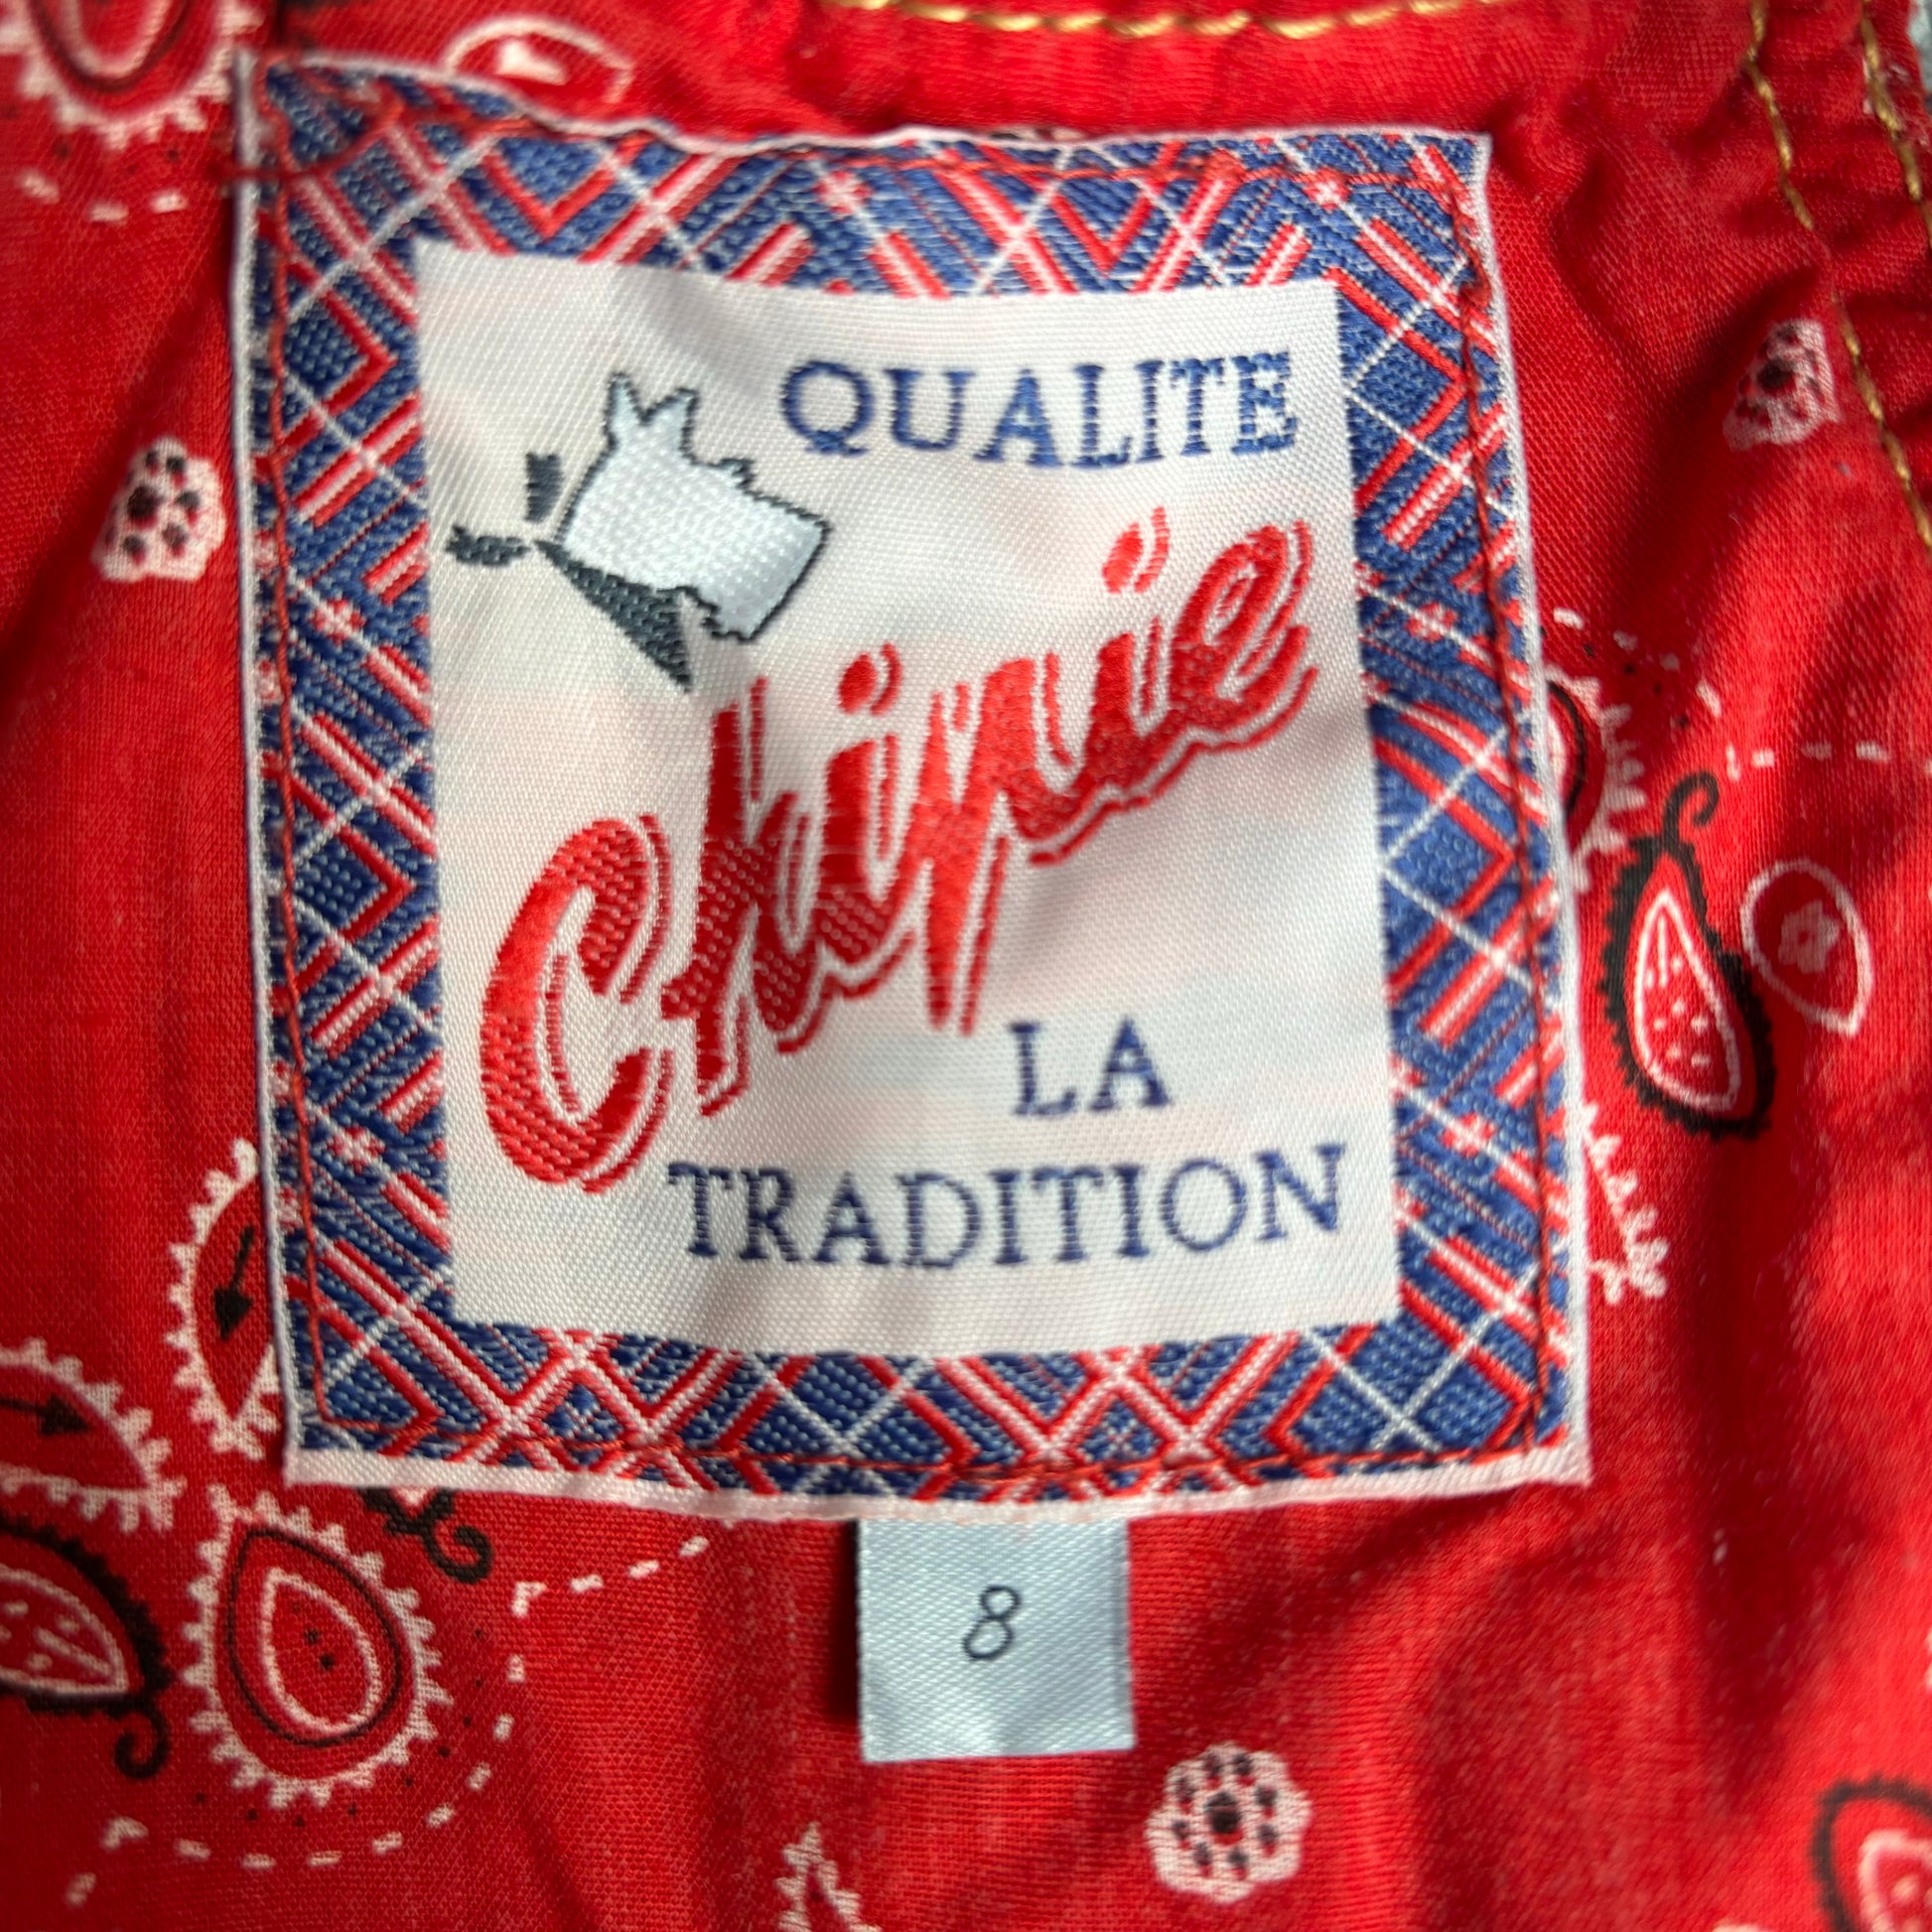 QUALITE
Chipie
LA
TRADITION
8